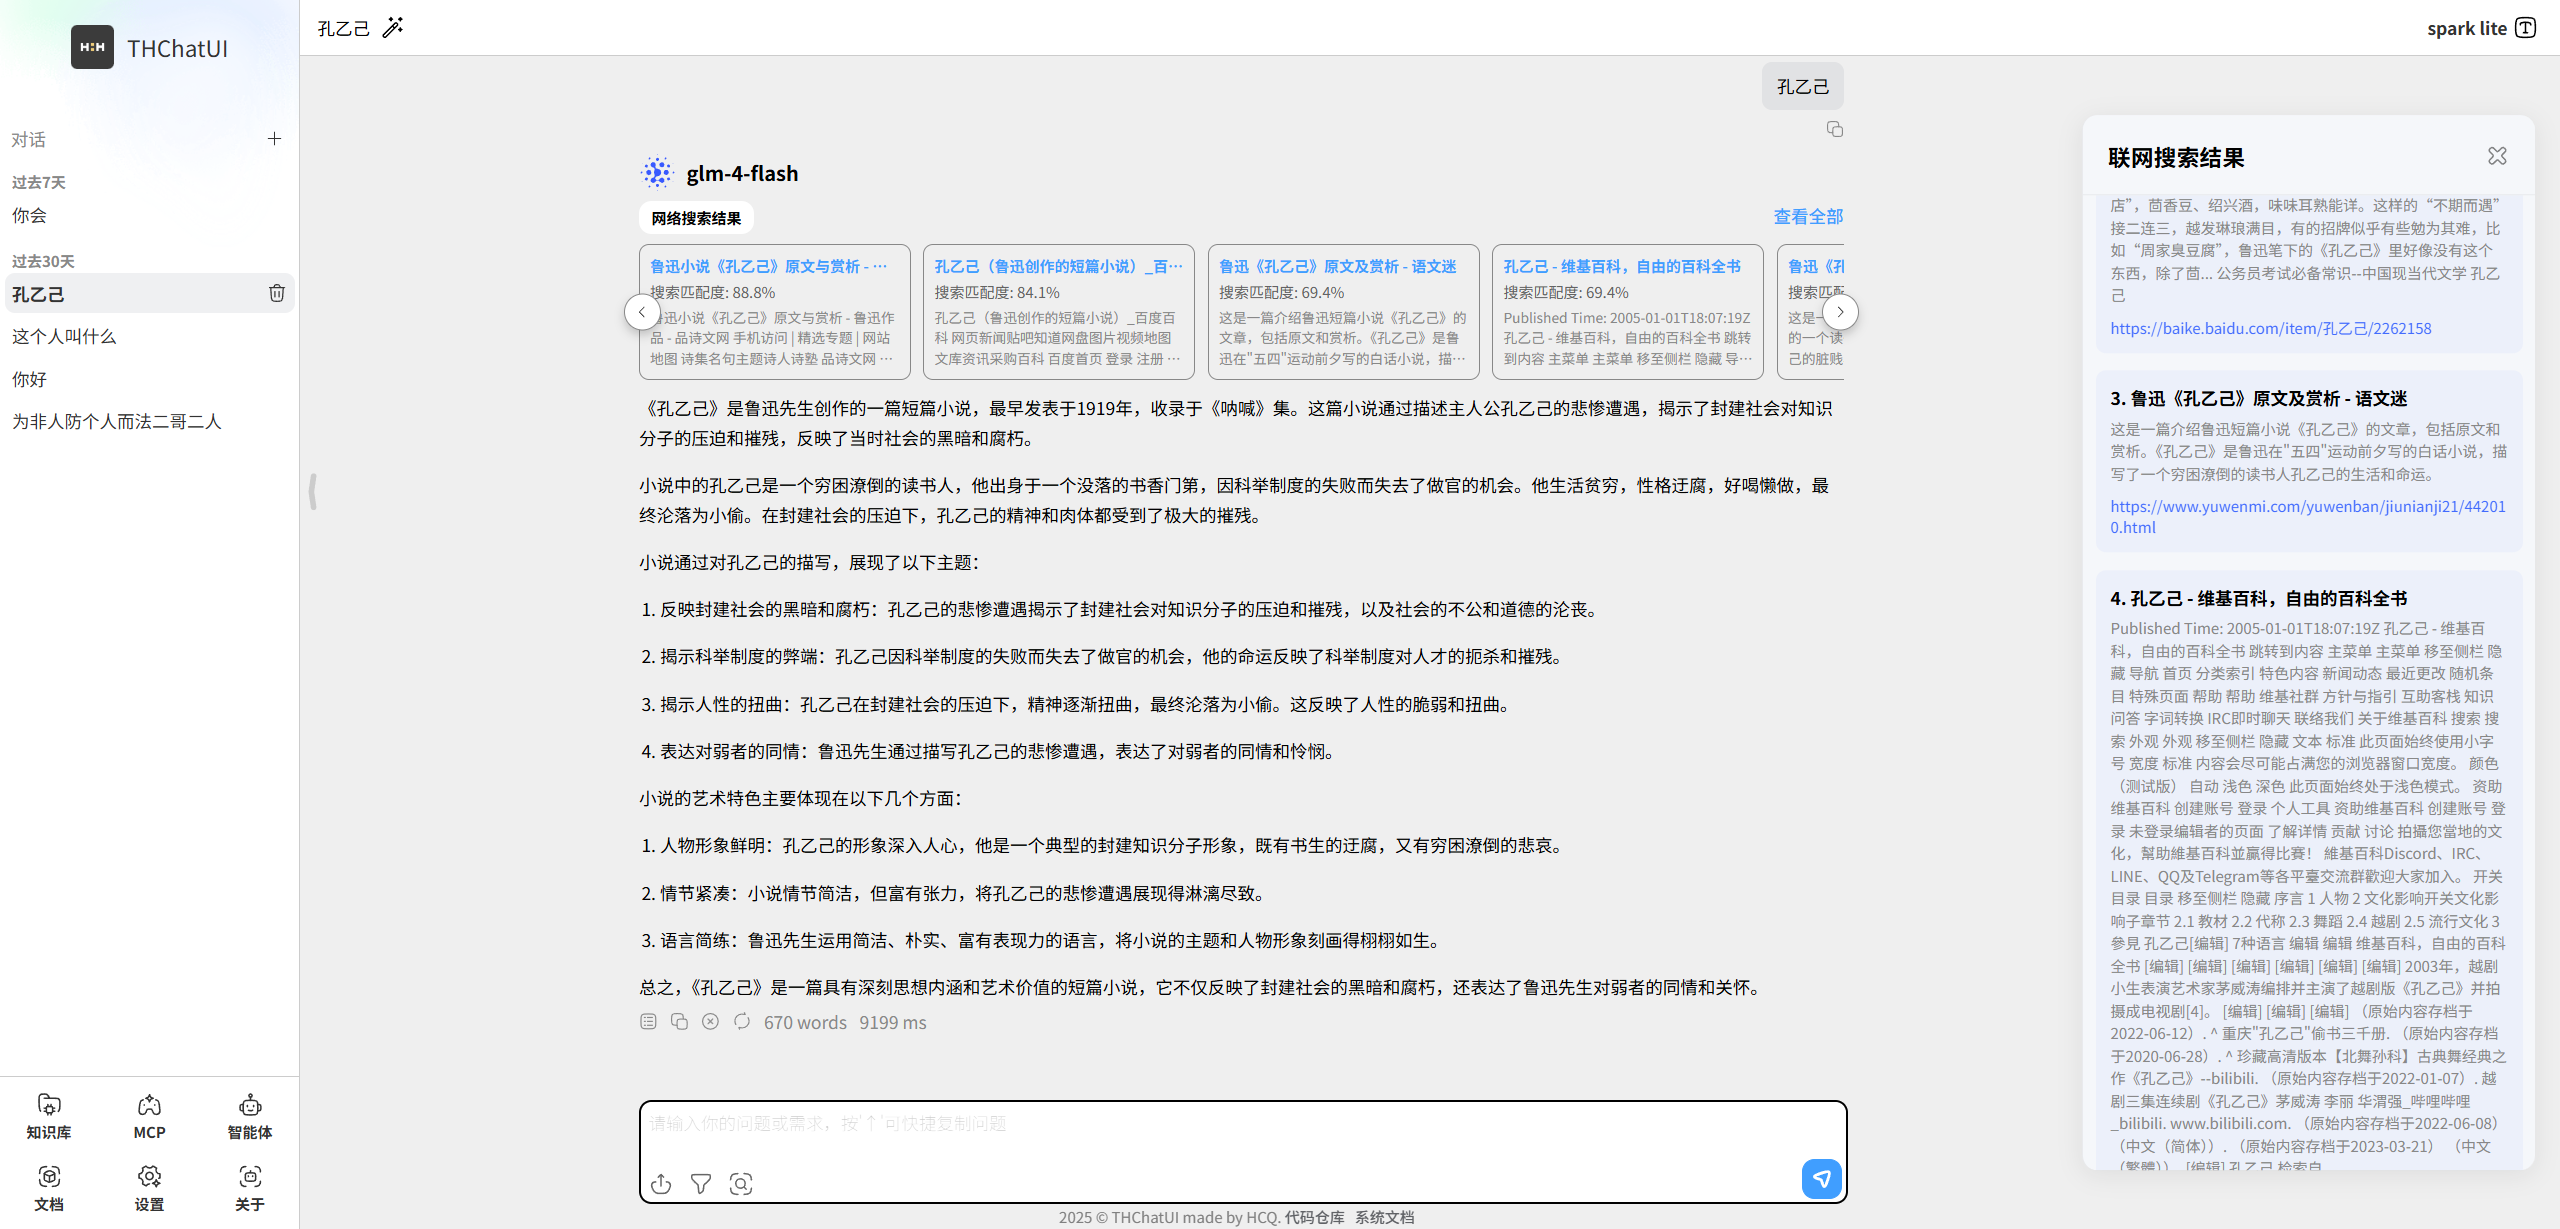 THChatUI
对话
过去7天
你会
过去30天
孔乙己
这个人叫什么
你好
为非人防个人而法二哥二人
知识库
MCP
智能体
文档
设置
关于
孔乙己
spark lite
孔乙己
glm-4-flash
网络搜索结果
查看全部
鲁迅小说《孔乙己》原文与赏析 - ···
搜索匹配度: 88.8%
鲁迅小说《孔乙己》原文与赏析 - 鲁迅作
品 - 品诗文网 手机访问 | 精选专题 | 网站
地图 诗集名句主题诗人诗塾 品诗文网 ···
孔乙己（鲁迅创作的短篇小说）_百···
搜索匹配度: 84.1%
孔乙己（鲁迅创作的短篇小说）_百度百
科 网页新闻贴吧知道网盘图片视频地图
文库资讯采购百科 百度首页 登录 注册 ···
鲁迅《孔乙己》原文及赏析 - 语文迷
搜索匹配度: 69.4%
这是一篇介绍鲁迅短篇小说《孔乙己》的
文章，包括原文和赏析。《孔乙己》是鲁
迅在"五四"运动前夕写的白话小说，描···
孔乙己 - 维基百科，自由的百科全书
搜索匹配度: 69.4%
Published Time: 2005-01-01T18:07:19Z
孔乙己 - 维基百科，自由的百科全书 跳转
到内容 主菜单 主菜单 移至侧栏 隐藏 导···
鲁迅《孔
搜索匹配
这是一
的一个读
己的脏贱
《孔乙己》是鲁迅先生创作的一篇短篇小说，最早发表于1919年，收录于《呐喊》集。这篇小说通过描述主人公孔乙己的悲惨遭遇，揭示了封建社会对知识
分子的压迫和摧残，反映了当时社会的黑暗和腐朽。
小说中的孔乙己是一个穷困潦倒的读书人，他出身于一个没落的书香门第，因科举制度的失败而失去了做官的机会。他生活贫穷，性格迂腐，好喝懒做，最
终沦落为小偷。在封建社会的压迫下，孔乙己的精神和肉体都受到了极大的摧残。
小说通过对孔乙己的描写，展现了以下主题：
1. 反映封建社会的黑暗和腐朽：孔乙己的悲惨遭遇揭示了封建社会对知识分子的压迫和摧残，以及社会的不公和道德的沦丧。
2. 揭示科举制度的弊端：孔乙己因科举制度的失败而失去了做官的机会，他的命运反映了科举制度对人才的扼杀和摧残。
3. 揭示人性的扭曲：孔乙己在封建社会的压迫下，精神逐渐扭曲，最终沦落为小偷。这反映了人性的脆弱和扭曲。
4. 表达对弱者的同情：鲁迅先生通过描写孔乙己的悲惨遭遇，表达了对弱者的同情和怜悯。
小说的艺术特色主要体现在以下几个方面：
1. 人物形象鲜明：孔乙己的形象深入人心，他是一个典型的封建知识分子形象，既有书生的迂腐，又有穷困潦倒的悲哀。
2. 情节紧凑：小说情节简洁，但富有张力，将孔乙己的悲惨遭遇展现得淋漓尽致。
3. 语言简练：鲁迅先生运用简洁、朴实、富有表现力的语言，将小说的主题和人物形象刻画得栩栩如生。
总之，《孔乙己》是一篇具有深刻思想内涵和艺术价值的短篇小说，它不仅反映了封建社会的黑暗和腐朽，还表达了鲁迅先生对弱者的同情和关怀。
670 words 9199 ms
请输入你的问题或需求，按'↑'可快捷复制问题
2025 © THChatUI made by HCQ. 代码仓库 系统文档
联网搜索结果
店”，茴香豆、绍兴酒，味味耳熟能详。这样的“不期而遇”
接二连三，越发琳琅满目，有的招牌似乎有些勉为其难，比
如“周家臭豆腐”，鲁迅笔下的《孔乙己》里好像没有这个
东西，除了茴... 公务员考试必备常识--中国现当代文学 孔乙
己
https://baike.baidu.com/item/孔乙己/2262158
3. 鲁迅《孔乙己》原文及赏析 - 语文迷
这是一篇介绍鲁迅短篇小说《孔乙己》的文章，包括原文和
赏析。《孔乙己》是鲁迅在"五四"运动前夕写的白话小说，描
写了一个穷困潦倒的读书人孔乙己的生活和命运。
https://www.yuwenmi.com/yuwenban/jiunianji21/44201
0.html
4. 孔乙己 - 维基百科，自由的百科全书
Published Time: 2005-01-01T18:07:19Z 孔乙己 - 维基百
科，自由的百科全书 跳转到内容 主菜单 主菜单 移至侧栏 隐
藏 导航 首页 分类索引 特色内容 新闻动态 最近更改 随机条
目 特殊页面 帮助 帮助 维基社群 方针与指引 互助客栈 知识
问答 字词转换 IRC即时聊天 联络我们 关于维基百科 搜索 搜
索 外观 外观 移至侧栏 隐藏 文本 标准 此页面始终使用小字
号 宽度 标准 内容会尽可能占满您的浏览器窗口宽度。 颜色
（测试版） 自动 浅色 深色 此页面始终处于浅色模式。 资助
维基百科 创建账号 登录 个人工具 资助维基百科 创建账号 登
录 未登录编辑者的页面 了解详情 贡献 讨论 拍攝您當地的文
化，幫助維基百科並贏得比賽！ 維基百科Discord、IRC、
LINE、QQ及Telegram等各平臺交流群歡迎大家加入。 开关
目录 目录 移至侧栏 隐藏 序言 1 人物 2 文化影响开关文化影
响子章节 2.1 教材 2.2 代称 2.3 舞蹈 2.4 越剧 2.5 流行文化 3
參見 孔乙己[编辑] 7种语言 编辑 编辑 维基百科，自由的百科
全书 [编辑] [编辑] [编辑] [编辑] [编辑] [编辑] 2003年，越剧
小生表演艺术家茅威涛编排并主演了越剧版《孔乙己》并拍
摄成电视剧[4]。 [编辑] [编辑] [编辑] （原始内容存档于
2022-06-12）. ^ 重庆"孔乙己"偷书三千册. （原始内容存档
于2020-06-28）. ^ 珍藏高清版本【北舞孙科】古典舞经典之
作《孔乙己》--bilibili. （原始内容存档于2022-01-07）. 越
剧三集连续剧《孔乙己》茅威涛 李丽 华渭强_哔哩哔哩
_bilibili. www.bilibili.com. （原始内容存档于2022-06-08）
（中文（简体））. （原始内容存档于2023-03-21） （中文
（繁體））. [编辑] 孔乙己 检索自